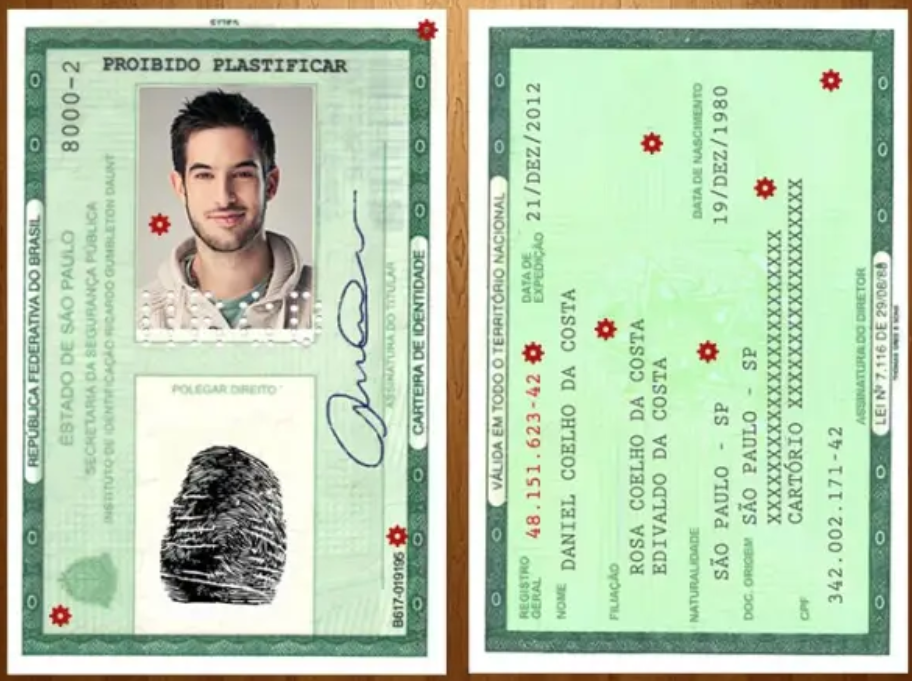 PROIBIDO PLASTIFICAR
8000-2
REPÚBLICA FEDERATIVA DO BRASIL
ESTADO DE SÃO PAULO
SECRETARIA DA SEGURANÇA PÚBLICA
INSTITUTO DE IDENTIFICAÇÃO RICARDO GUMBLETON DAUNT
POLEGAR DIREITO
ASSINATURA DO TITULAR
B617-019195
CARTEIRA DE IDENTIDADE
VÁLIDA EM TODO O TERRITÓRIO NACIONAL
REGISTRO GERAL 48.151.623-42
DATA DE EXPEDIÇÃO 21/DEZ/2012
NOME DANIEL COELHO DA COSTA
FILIAÇÃO
ROSA COELHO DA COSTA
EDIVALDO DA COSTA
NATURALIDADE SÃO PAULO - SP
DATA DE NASCIMENTO 19/DEZ/1980
DOC. ORIGEM SÃO PAULO - SP
XXXXXXXXXXXXXXXXXXXXXXXXXX
CARTÓRIO XXXXXXXXXXXXXXXXXXXXX
CPF 342.002.171-42
ASSINATURA DO DIRETOR
LEI Nº 7.116 DE 29/08/83